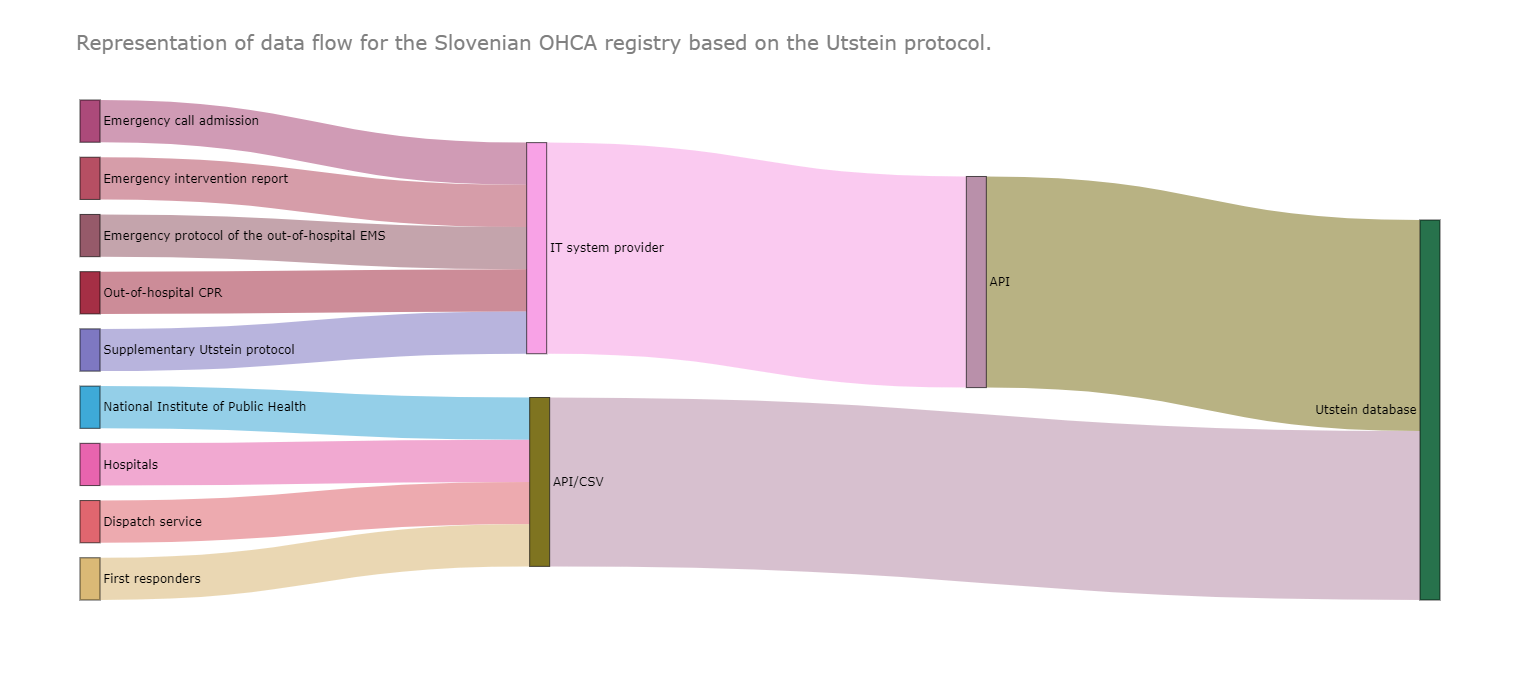 Representation of data flow for the Slovenian OHCA registry based on the Utstein protocol.
Emergency call admission
Emergency intervention report
Emergency protocol of the out-of-hospital EMS
Out-of-hospital CPR
Supplementary Utstein protocol
National Institute of Public Health
Hospitals
Dispatch service
First responders
IT system provider
API/CSV
API
Utstein database